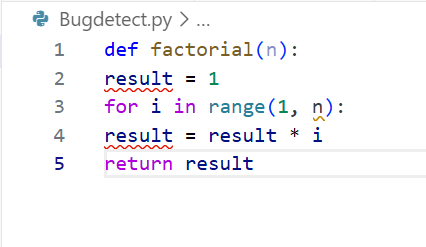 Bugdetect.py > ...
1 def factorial(n):
2 result = 1
3 for i in range(1, n):
4 result = result * i
5 return result